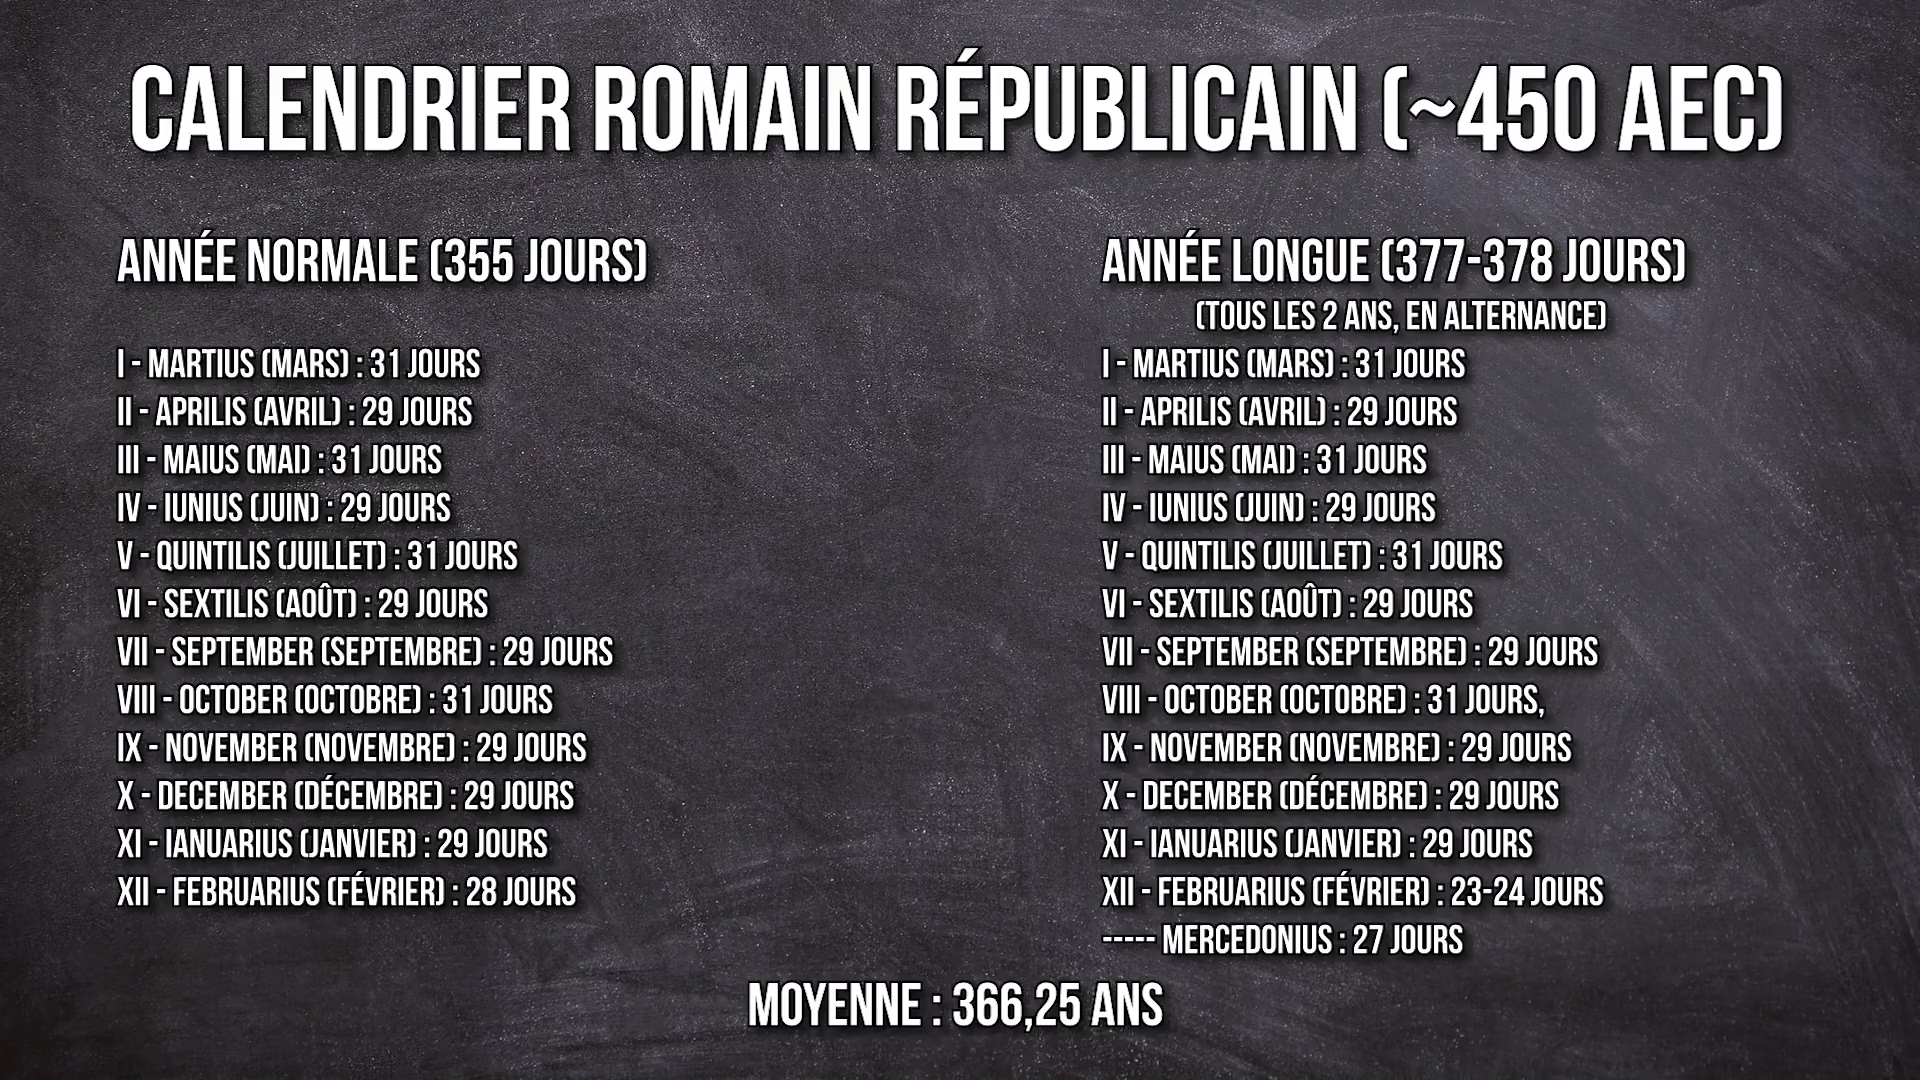 CALENDRIER ROMAIN RÉPUBLICAIN (~450 AEC)
ANNÉE NORMALE (355 JOURS)
I - MARTIUS (MARS) : 31 JOURS
II - APRILIS (AVRIL) : 29 JOURS
III - MAIUS (MAI) : 31 JOURS
IV - IUNIUS (JUIN) : 29 JOURS
V - QUINTILIS (JUILLET) : 31 JOURS
VI - SEXTILIS (AOÛT) : 29 JOURS
VII - SEPTEMBER (SEPTEMBRE) : 29 JOURS
VIII - OCTOBER (OCTOBRE) : 31 JOURS
IX - NOVEMBER (NOVEMBRE) : 29 JOURS
X - DECEMBER (DÉCEMBRE) : 29 JOURS
XI - IANUARIUS (JANVIER) : 29 JOURS
XII - FEBRUARIUS (FÉVRIER) : 28 JOURS
ANNÉE LONGUE (377-378 JOURS)
(TOUS LES 2 ANS, EN ALTERNANCE)
I - MARTIUS (MARS) : 31 JOURS
II - APRILIS (AVRIL) : 29 JOURS
III - MAIUS (MAI) : 31 JOURS
IV - IUNIUS (JUIN) : 29 JOURS
V - QUINTILIS (JUILLET) : 31 JOURS
VI - SEXTILIS (AOÛT) : 29 JOURS
VII - SEPTEMBER (SEPTEMBRE) : 29 JOURS
VIII - OCTOBER (OCTOBRE) : 31 JOURS,
IX - NOVEMBER (NOVEMBRE) : 29 JOURS
X - DECEMBER (DÉCEMBRE) : 29 JOURS
XI - IANUARIUS (JANVIER) : 29 JOURS
XII - FEBRUARIUS (FÉVRIER) : 23-24 JOURS
----- MERCEDONIUS : 27 JOURS
MOYENNE : 366,25 ANS